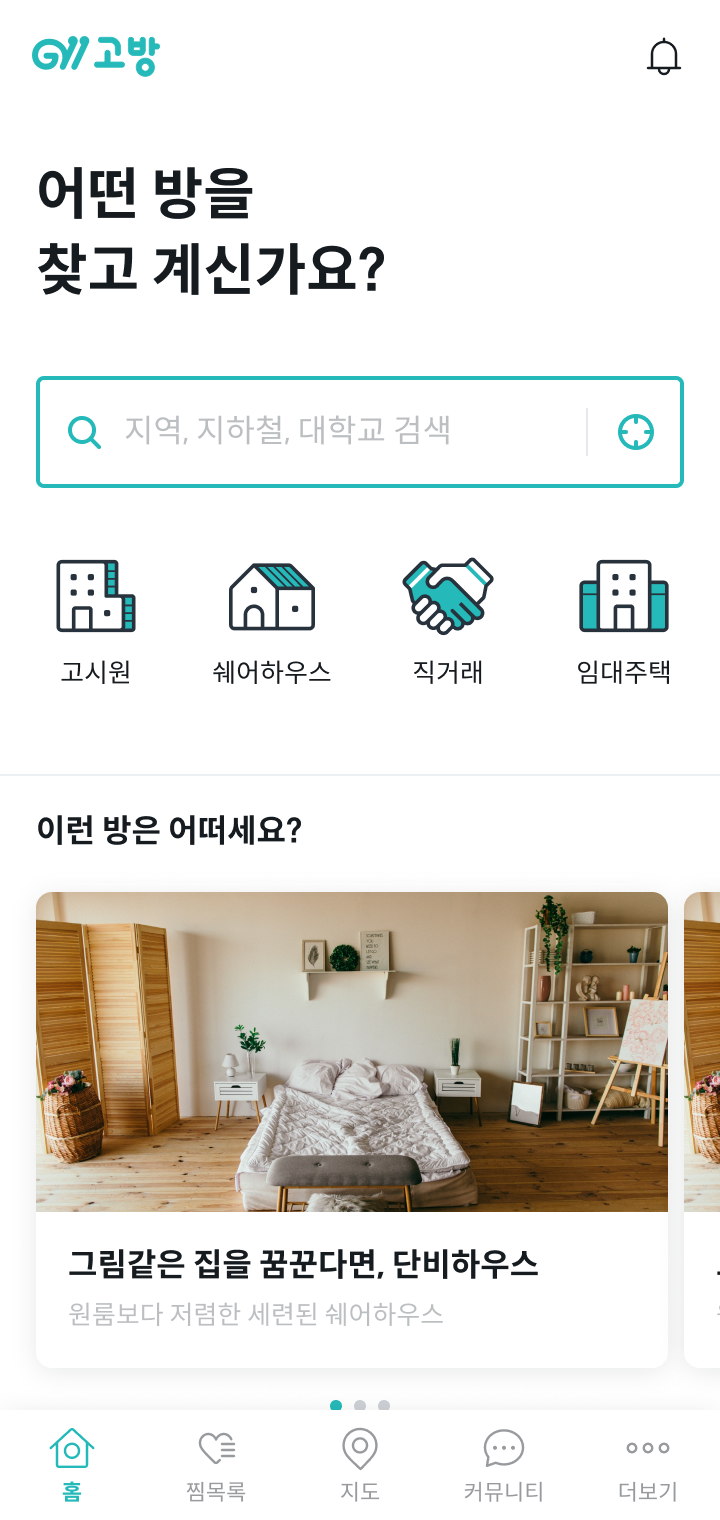 고방
어떤 방을
찾고 계신가요?
지역, 지하철, 대학교 검색
고시원
쉐어하우스
직거래
임대주택
이런 방은 어떠세요?
그림같은 집을 꿈꾼다면, 단비하우스
원룸보다 저렴한 세련된 쉐어하우스
홈
찜목록
지도
커뮤니티
더보기